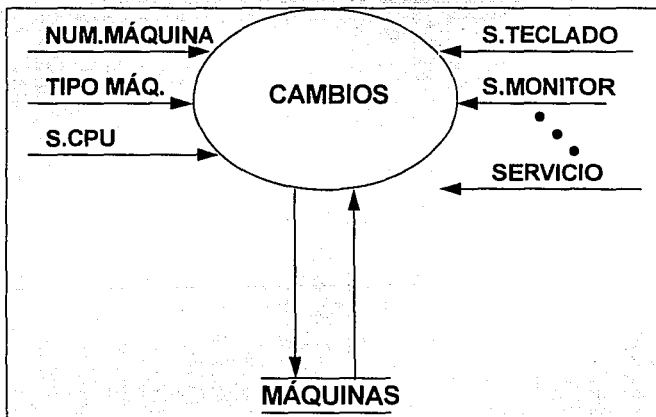 NUM.MÁQUINA
TIPO MÁQ.
S.CPU
CAMBIOS
S.TECLADO
S.MONITOR
SERVICIO
MÁQUINAS